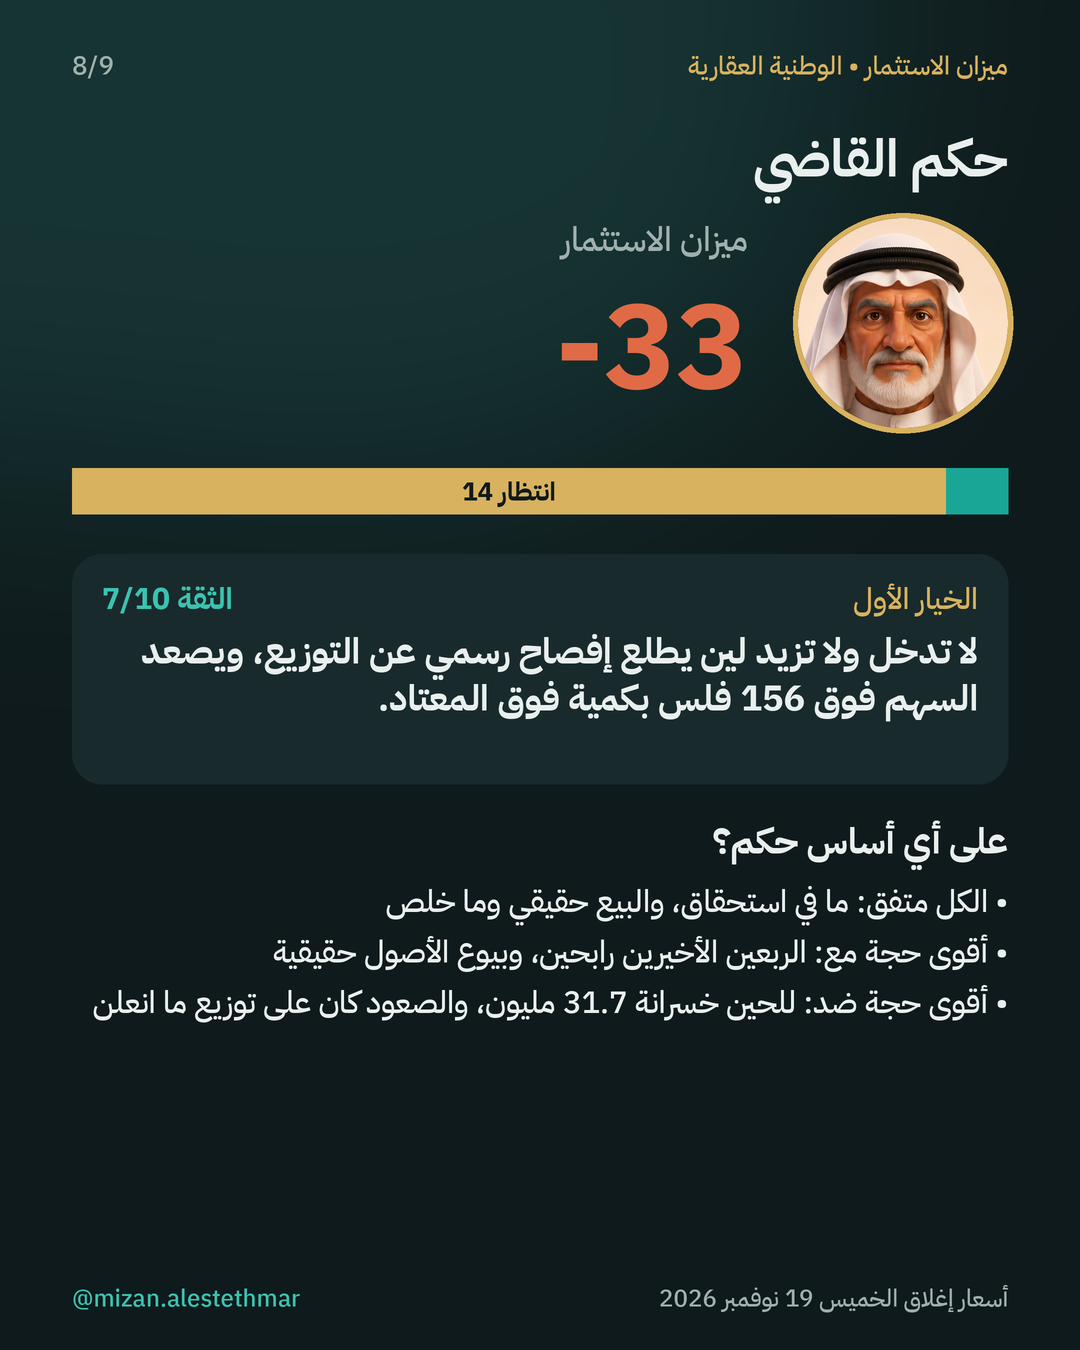 ميزان الاستثمار • الوطنية العقارية
8/9
حكم القاضي
ميزان الاستثمار
-33
انتظار 14
الخيار الأول
الثقة 7/10
لا تدخل ولا تزيد لين يطلع إفصاح رسمي عن التوزيع، ويصعد
السهم فوق 156 فلس بكمية فوق المعتاد.
على أي أساس حكم؟
• الكل متفق: ما في استحقاق، والبيع حقيقي وما خلص
• أقوى حجة مع: الربعين الأخيرين رابحين، وبيوع الأصول حقيقية
• أقوى حجة ضد: للحين خسرانة 31.7 مليون، والصعود كان على توزيع ما انعلن
أسعار إغلاق الخميس 19 نوفمبر 2026
@mizan.alestethmar